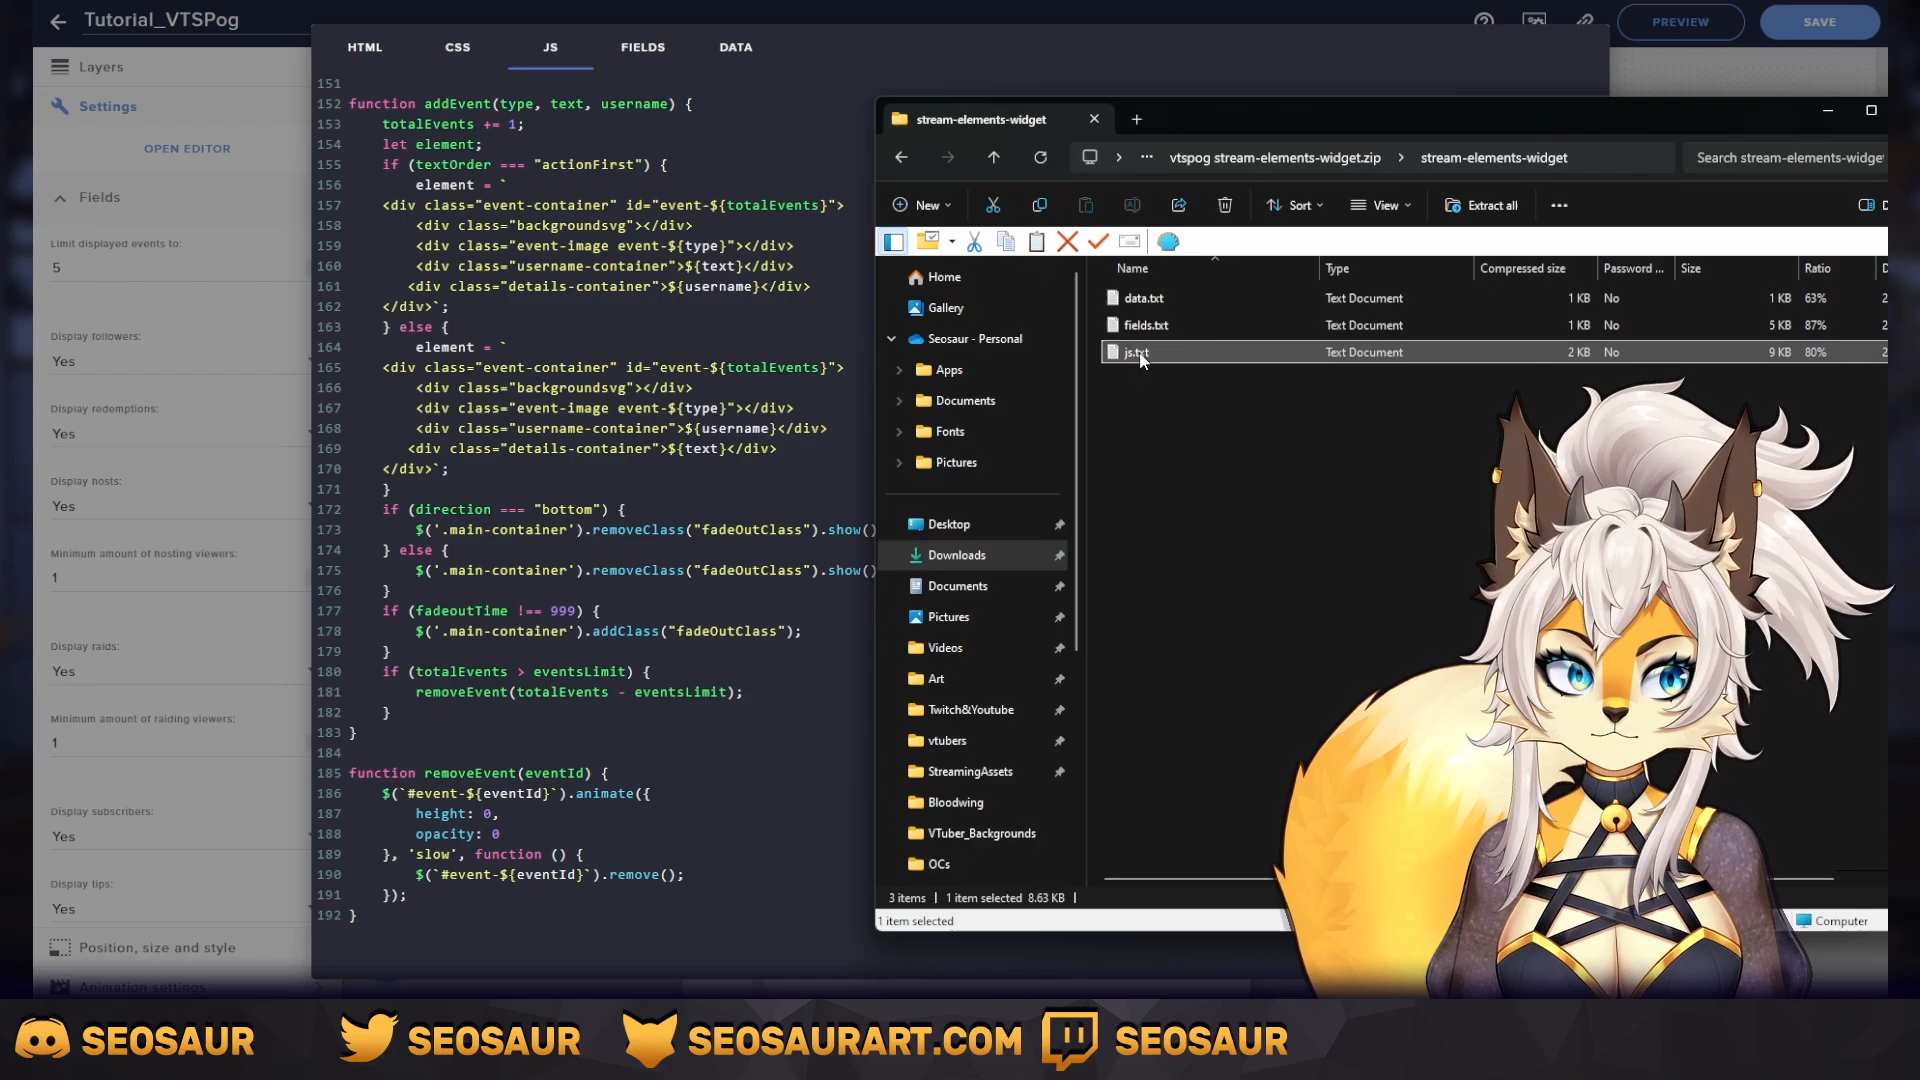 Tutorial_VTSPog
PREVIEW
SAVE
Layers
Settings
OPEN EDITOR
Fields
Limit displayed events to:
5
Display followers:
Yes
Display redemptions:
Yes
Display hosts:
Yes
Minimum amount of hosting viewers:
1
Display raids:
Yes
Minimum amount of raiding viewers:
1
Display subscribers:
Yes
Display tips:
Yes
Position, size and style
Animation settings
HTML CSS JS FIELDS DATA
151
152 function addEvent(type, text, username) {
153 totalEvents += 1;
154 let element;
155 if (textOrder === "actionFirst") {
156 element = `
157 <div class="event-container" id="event-${totalEvents}">
158 <div class="backgroundsvg"></div>
159 <div class="event-image event-${type}"></div>
160 <div class="username-container">${text}</div>
161 <div class="details-container">${username}</div>
162 </div>`;
163 } else {
164 element = `
165 <div class="event-container" id="event-${totalEvents}">
166 <div class="backgroundsvg"></div>
167 <div class="event-image event-${type}"></div>
168 <div class="username-container">${username}</div>
169 <div class="details-container">${text}</div>
170 </div>`;
171 }
172 if (direction === "bottom") {
173 $('.main-container').removeClass("fadeOutClass").show()
174 } else {
175 $('.main-container').removeClass("fadeOutClass").show()
176 }
177 if (fadeoutTime !== 999) {
178 $('.main-container').addClass("fadeOutClass");
179 }
180 if (totalEvents > eventsLimit) {
181 removeEvent(totalEvents - eventsLimit);
182 }
183 }
184
185 function removeEvent(eventId) {
186 $(`#event-${eventId}`).animate({
187 height: 0,
188 opacity: 0
189 }, 'slow', function () {
190 $(`#event-${eventId}`).remove();
191 });
192 }
stream-elements-widget
vtspog stream-elements-widget.zip > stream-elements-widget
Search stream-elements-widge
New
Sort
View
Extract all
D
Name Type Compressed size Password ... Size Ratio D
data.txt Text Document 1 KB No 1 KB 63% 2
fields.txt Text Document 1 KB No 5 KB 87% 2
js.txt Text Document 2 KB No 9 KB 80% 2
Home
Gallery
Seosaur - Personal
Apps
Documents
Fonts
Pictures
Desktop
Downloads
Documents
Pictures
Videos
Art
Twitch&Youtube
vtubers
StreamingAssets
Bloodwing
VTuber_Backgrounds
OCs
3 items 1 item selected 8.63 KB
1 item selected
Computer
SEOSAUR
SEOSAUR
SEOSAURART.COM
SEOSAUR